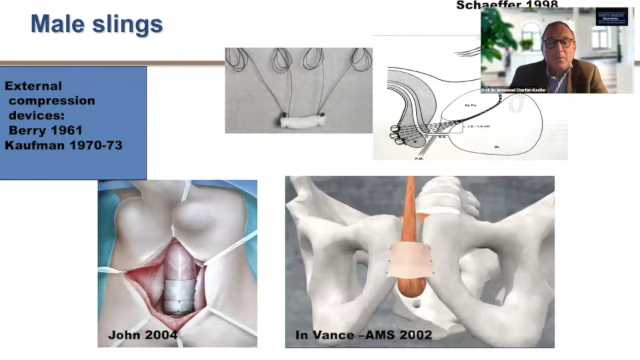 Male slings
Schaeffer 1998
External
compression
devices:
Berry 1961
Kaufman 1970-73
John 2004
In Vance –AMS 2002